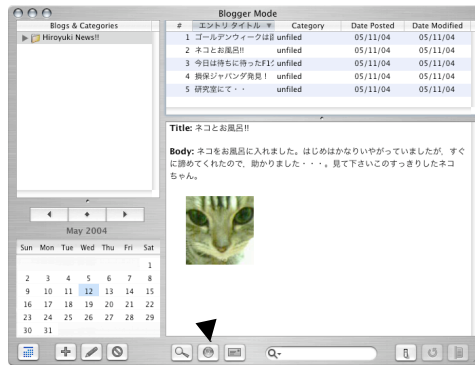 Blogger Mode
Blogs & Categories
Hiroyuki News!!
# エントリタイトル Category Date Posted Date Modified
1 ゴールデンウィークは unfiled 05/11/04 05/11/04
2 ネコとお風呂!! unfiled 05/11/04 05/11/04
3 今日は待ちに待ったF1 unfiled 05/11/04 05/11/04
4 損保ジャパンダ発見！ unfiled 05/11/04 05/11/04
5 研究室にて・・ unfiled 05/11/04 05/11/04
Title: ネコとお風呂!!
Body: ネコをお風呂に入れました。はじめはかなりいやがっていましたが，すぐ
に諦めてくれたので，助かりました・・・。見て下さいこのすっきりしたネコ
ちゃん。
May 2004
Sun Mon Tue Wed Thu Fri Sat
1
2 3 4 5 6 7 8
9 10 11 12 13 14 15
16 17 18 19 20 21 22
23 24 25 26 27 28 29
30 31